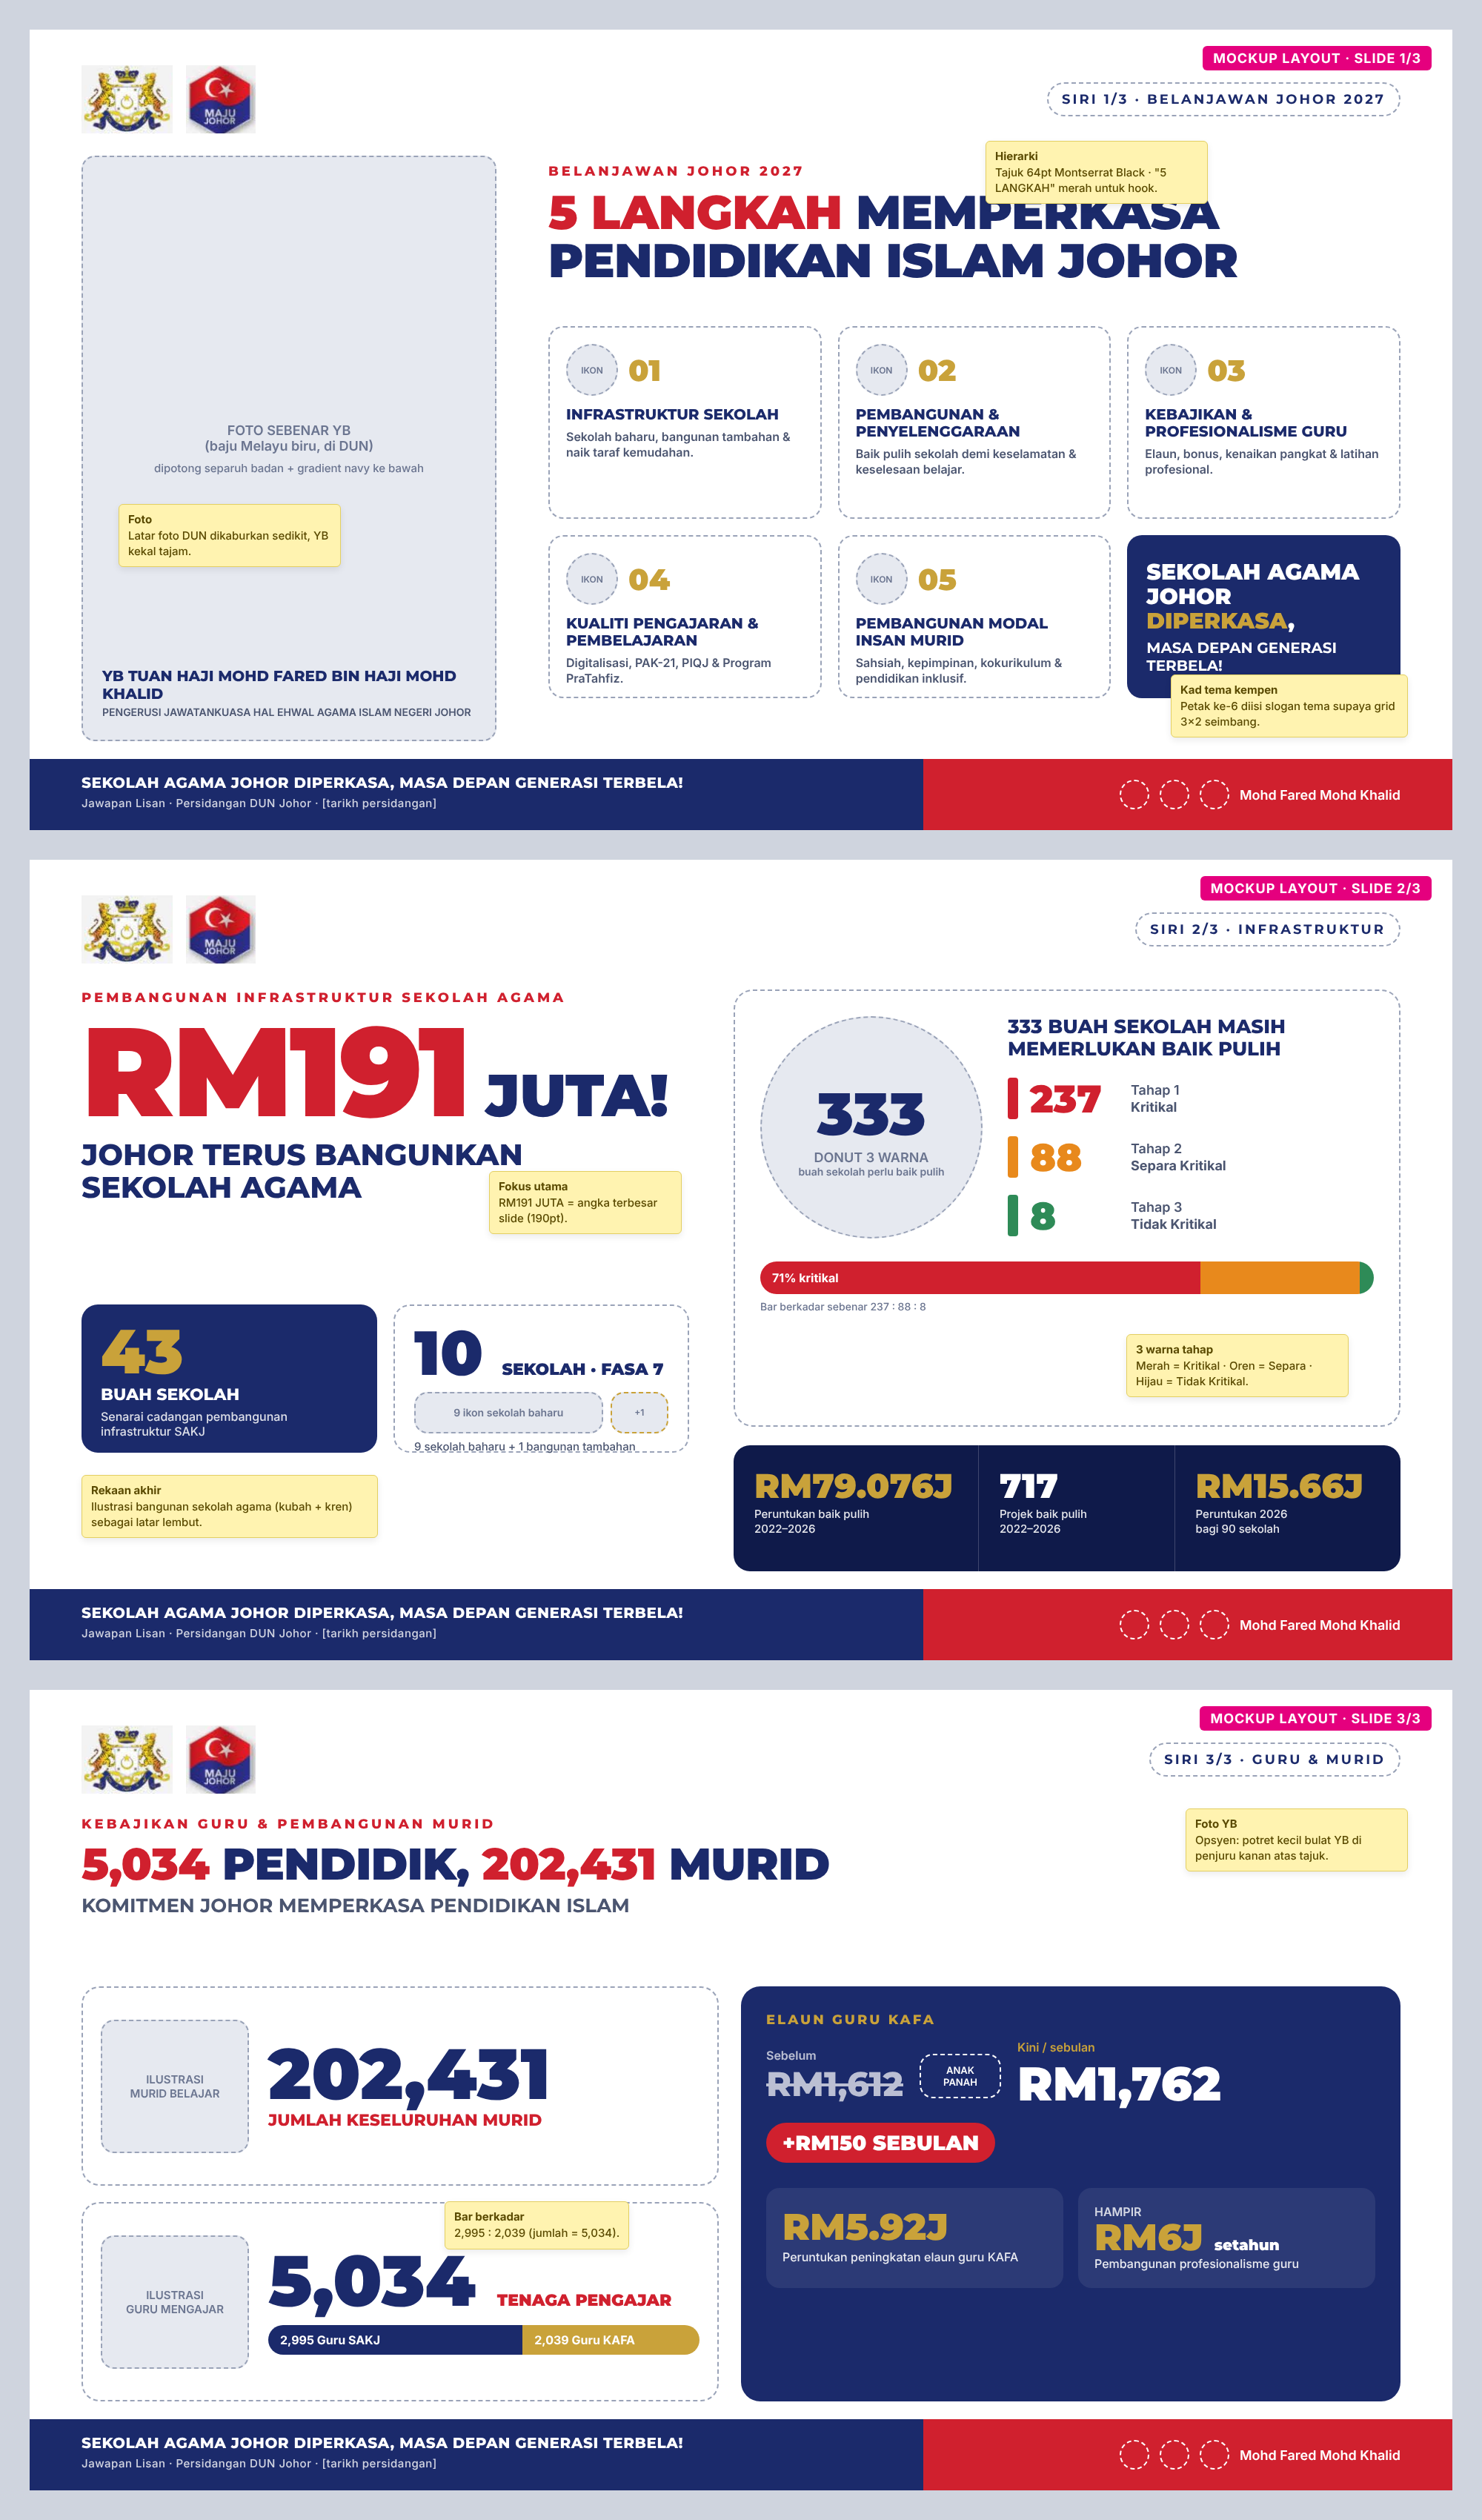 MOCKUP LAYOUT · SLIDE 1/3
MAJU
JOHOR
SIRI 1/3 · BELANJAWAN JOHOR 2027
FOTO SEBENAR YB
(baju Melayu biru, di DUN)
dipotong separuh badan + gradient navy ke bawah
Foto
Latar foto DUN dikaburkan sedikit, YB
kekal tajam.
YB TUAN HAJI MOHD FARED BIN HAJI MOHD
KHALID
PENGERUSI JAWATANKUASA HAL EHWAL AGAMA ISLAM NEGERI JOHOR
BELANJAWAN JOHOR 2027
Hierarki
Tajuk 64pt Montserrat Black · "5
LANGKAH" merah untuk hook.
5 LANGKAH MEMPERKASA
PENDIDIKAN ISLAM JOHOR
IKON
01
INFRASTRUKTUR SEKOLAH
Sekolah baharu, bangunan tambahan &
naik taraf kemudahan.
IKON
02
PEMBANGUNAN &
PENYELENGGARAAN
Baik pulih sekolah demi keselamatan &
keselesaan belajar.
IKON
03
KEBAJIKAN &
PROFESIONALISME GURU
Elaun, bonus, kenaikan pangkat & latihan
profesional.
IKON
04
KUALITI PENGAJARAN &
PEMBELAJARAN
Digitalisasi, PAK-21, PIQJ & Program
PraTahfiz.
IKON
05
PEMBANGUNAN MODAL
INSAN MURID
Sahsiah, kepimpinan, kokurikulum &
pendidikan inklusif.
SEKOLAH AGAMA
JOHOR
DIPERKASA,
MASA DEPAN GENERASI
TERBELA!
Kad tema kempen
Petak ke-6 diisi slogan tema supaya grid
3×2 seimbang.
SEKOLAH AGAMA JOHOR DIPERKASA, MASA DEPAN GENERASI TERBELA!
Jawapan Lisan · Persidangan DUN Johor · [tarikh persidangan]
Mohd Fared Mohd Khalid
MOCKUP LAYOUT · SLIDE 2/3
MAJU
JOHOR
SIRI 2/3 · INFRASTRUKTUR
PEMBANGUNAN INFRASTRUKTUR SEKOLAH AGAMA
RM191 JUTA!
JOHOR TERUS BANGUNKAN
SEKOLAH AGAMA
Fokus utama
RM191 JUTA = angka terbesar
slide (190pt).
43
BUAH SEKOLAH
Senarai cadangan pembangunan
infrastruktur SAKJ
10 SEKOLAH · FASA 7
9 ikon sekolah baharu
+1
9 sekolah baharu + 1 bangunan tambahan
Rekaan akhir
Ilustrasi bangunan sekolah agama (kubah + kren)
sebagai latar lembut.
333
DONUT 3 WARNA
buah sekolah perlu baik pulih
333 BUAH SEKOLAH MASIH
MEMERLUKAN BAIK PULIH
237
Tahap 1
Kritikal
88
Tahap 2
Separa Kritikal
8
Tahap 3
Tidak Kritikal
71% kritikal
Bar berkadar sebenar 237 : 88 : 8
3 warna tahap
Merah = Kritikal · Oren = Separa ·
Hijau = Tidak Kritikal.
RM79.076J
Peruntukan baik pulih
2022–2026
717
Projek baik pulih
2022–2026
RM15.66J
Peruntukan 2026
bagi 90 sekolah
SEKOLAH AGAMA JOHOR DIPERKASA, MASA DEPAN GENERASI TERBELA!
Jawapan Lisan · Persidangan DUN Johor · [tarikh persidangan]
Mohd Fared Mohd Khalid
MOCKUP LAYOUT · SLIDE 3/3
MAJU
JOHOR
SIRI 3/3 · GURU & MURID
KEBAJIKAN GURU & PEMBANGUNAN MURID
5,034 PENDIDIK, 202,431 MURID
KOMITMEN JOHOR MEMPERKASA PENDIDIKAN ISLAM
Foto YB
Opsyen: potret kecil bulat YB di
penjuru kanan atas tajuk.
ILUSTRASI
MURID BELAJAR
202,431
JUMLAH KESELURUHAN MURID
Bar berkadar
2,995 : 2,039 (jumlah = 5,034).
ILUSTRASI
GURU MENGAJAR
5,034 TENAGA PENGAJAR
2,995 Guru SAKJ
2,039 Guru KAFA
ELAUN GURU KAFA
Sebelum
RM1,612
ANAK
PANAH
Kini / sebulan
RM1,762
+RM150 SEBULAN
RM5.92J
Peruntukan peningkatan elaun guru KAFA
HAMPIR
RM6J setahun
Pembangunan profesionalisme guru
SEKOLAH AGAMA JOHOR DIPERKASA, MASA DEPAN GENERASI TERBELA!
Jawapan Lisan · Persidangan DUN Johor · [tarikh persidangan]
Mohd Fared Mohd Khalid